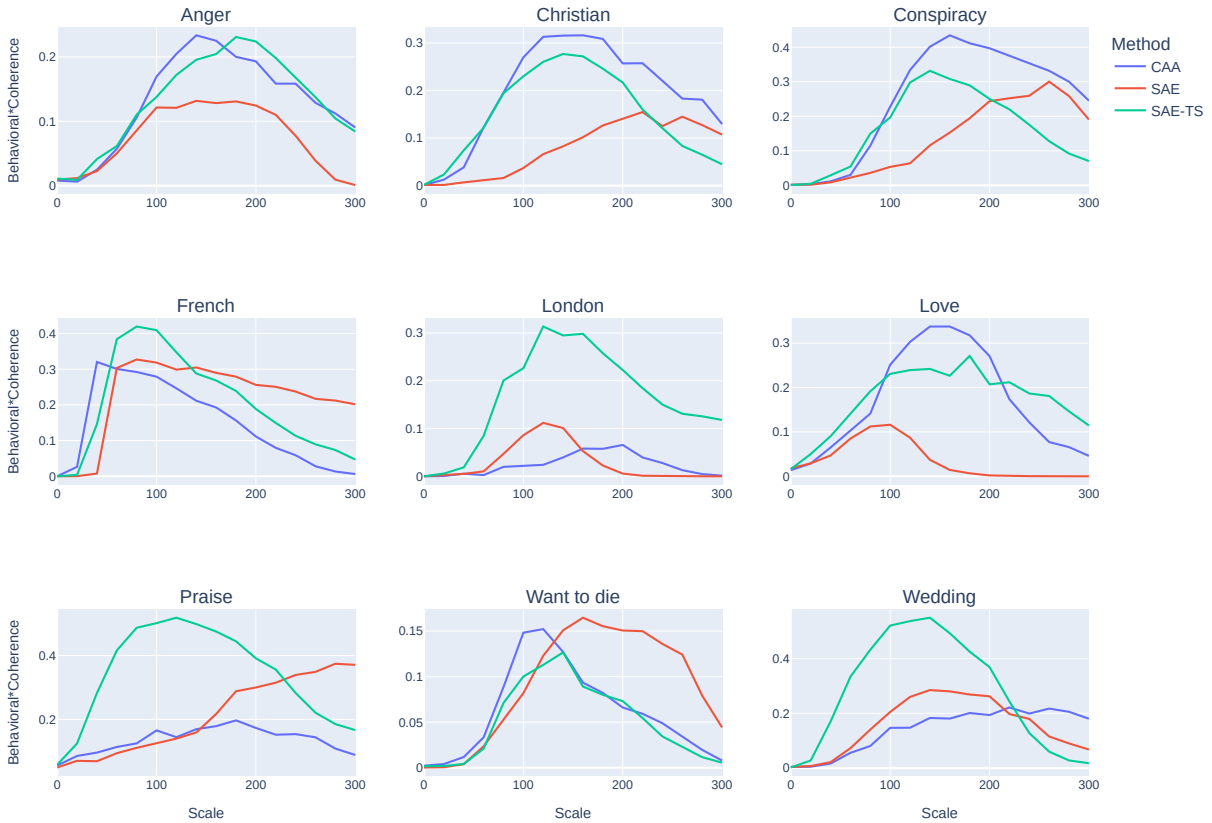 Anger
Christian
Conspiracy
Method
CAA
SAE
SAE-TS
Behavioral*Coherence
0.2
0.1
0
0 100 200 300
0.3
0.2
0.1
0
0 100 200 300
0.4
0.3
0.2
0.1
0
0 100 200 300
French
London
Love
Behavioral*Coherence
0.4
0.3
0.2
0.1
0
0 100 200 300
0.3
0.2
0.1
0
0 100 200 300
0.3
0.2
0.1
0
0 100 200 300
Praise
Want to die
Wedding
Behavioral*Coherence
0.4
0.2
0 100 200 300
Scale
0.15
0.1
0.05
0
0 100 200 300
Scale
0.4
0.2
0
0 100 200 300
Scale